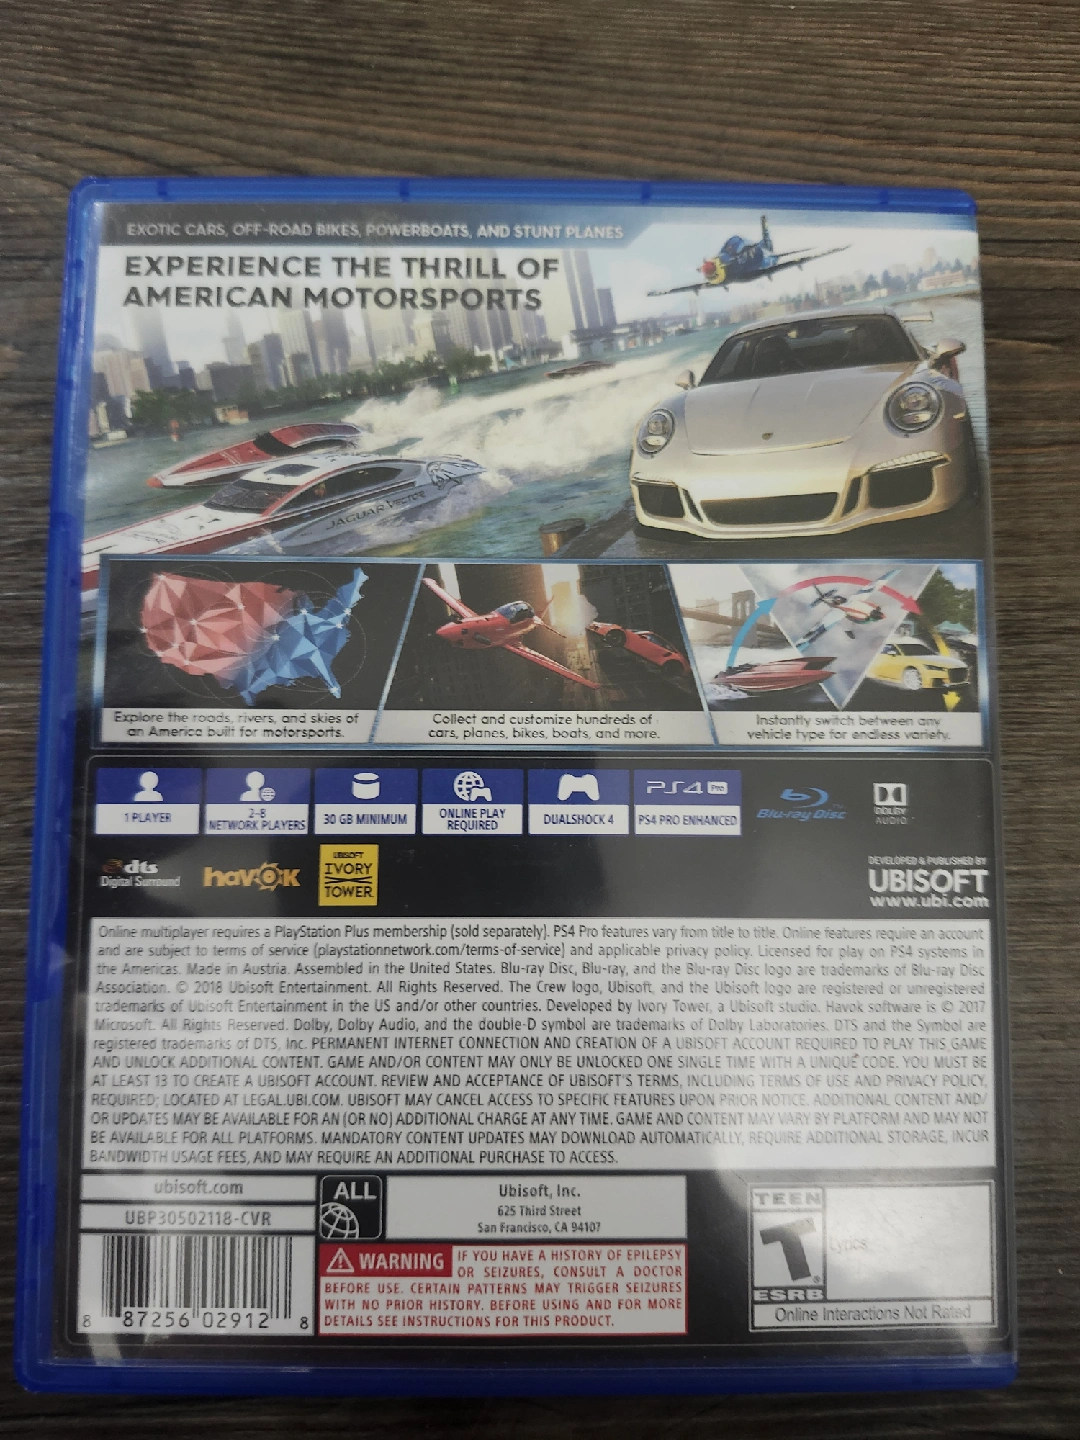 EXOTIC CARS, OFF-ROAD BIKES, POWERBOATS, AND STUNT PLANES
EXPERIENCE THE THRILL OF
AMERICAN MOTORSPORTS
JAGUAR VECTOR
Explore the roads, rivers, and skies of
an America built for motorsports.
Collect and customize hundreds of
cars, planes, bikes, boats, and more.
Instantly switch between any
vehicle type for endless variety.
1 PLAYER
2-8
NETWORK PLAYERS
30 GB MINIMUM
ONLINE PLAY
REQUIRED
DUALSHOCK 4
PS4 Pro
PS4 PRO ENHANCED
Blu-ray Disc
DOLBY
AUDIO
dts
Digital Surround
havok
UBISOFT
IVORY
TOWER
DEVELOPED & PUBLISHED BY
UBISOFT
www.ubi.com
Online multiplayer requires a PlayStation Plus membership (sold separately). PS4 Pro features vary from title to title. Online features require an account
and are subject to terms of service (playstationnetwork.com/terms-of-service) and applicable privacy policy. Licensed for play on PS4 systems in
the Americas. Made in Austria. Assembled in the United States. Blu-ray Disc, Blu-ray, and the Blu-ray Disc logo are trademarks of Blu-ray Disc
Association. © 2018 Ubisoft Entertainment. All Rights Reserved. The Crew logo, Ubisoft, and the Ubisoft logo are registered or unregistered
trademarks of Ubisoft Entertainment in the US and/or other countries. Developed by Ivory Tower, a Ubisoft studio. Havok software is © 2017
Microsoft. All Rights Reserved. Dolby, Dolby Audio, and the double-D symbol are trademarks of Dolby Laboratories. DTS and the Symbol are
registered trademarks of DTS, Inc. PERMANENT INTERNET CONNECTION AND CREATION OF A UBISOFT ACCOUNT REQUIRED TO PLAY THIS GAME
AND UNLOCK ADDITIONAL CONTENT. GAME AND/OR CONTENT MAY ONLY BE UNLOCKED ONE SINGLE TIME WITH A UNIQUE CODE. YOU MUST BE
AT LEAST 13 TO CREATE A UBISOFT ACCOUNT. REVIEW AND ACCEPTANCE OF UBISOFT'S TERMS, INCLUDING TERMS OF USE AND PRIVACY POLICY,
REQUIRED; LOCATED AT LEGAL.UBI.COM. UBISOFT MAY CANCEL ACCESS TO SPECIFIC FEATURES UPON PRIOR NOTICE. ADDITIONAL CONTENT AND/
OR UPDATES MAY BE AVAILABLE FOR AN (OR NO) ADDITIONAL CHARGE AT ANY TIME. GAME AND CONTENT MAY VARY BY PLATFORM AND MAY NOT
BE AVAILABLE FOR ALL PLATFORMS. MANDATORY CONTENT UPDATES MAY DOWNLOAD AUTOMATICALLY, REQUIRE ADDITIONAL STORAGE, INCUR
BANDWIDTH USAGE FEES, AND MAY REQUIRE AN ADDITIONAL PURCHASE TO ACCESS.
ubisoft.com
UBP30502118-CVR
8 87256 02912 8
ALL
Ubisoft, Inc.
625 Third Street
San Francisco, CA 94107
WARNING IF YOU HAVE A HISTORY OF EPILEPSY
OR SEIZURES, CONSULT A DOCTOR
BEFORE USE. CERTAIN PATTERNS MAY TRIGGER SEIZURES
WITH NO PRIOR HISTORY. BEFORE USING AND FOR MORE
DETAILS SEE INSTRUCTIONS FOR THIS PRODUCT.
TEEN
T
ESRB
Lyrics
Online Interactions Not Rated